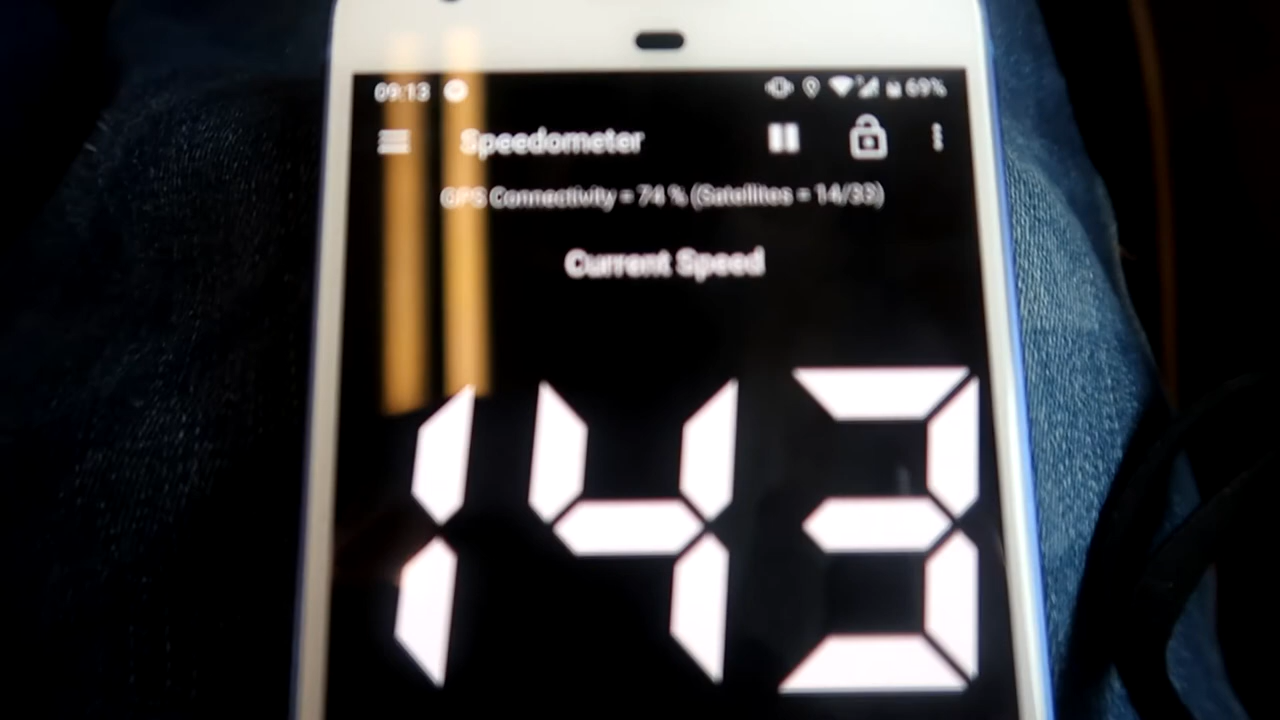 09:13 69%
Speedometer
GPS Connectivity = 74 % (Satellites = 14/33)
Current Speed
143